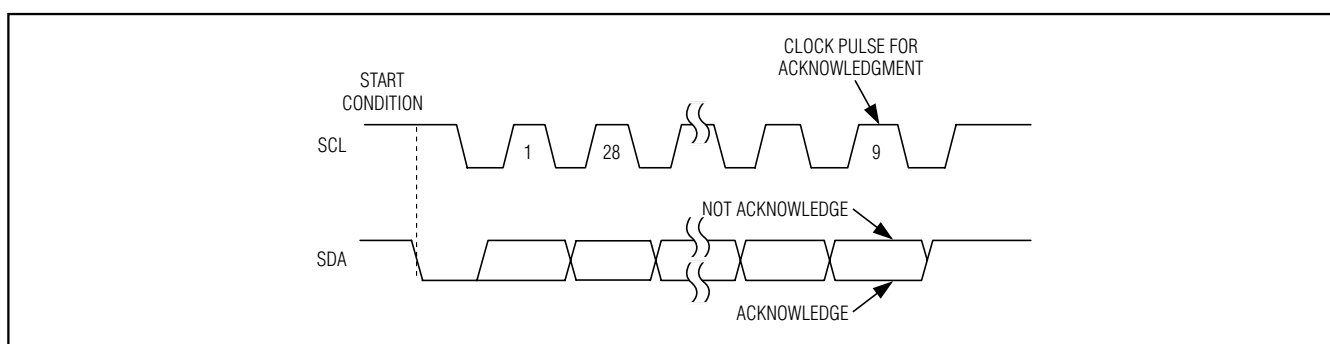 CLOCK PULSE FOR
ACKNOWLEDGMENT
START
CONDITION
SCL
1
28
9
NOT ACKNOWLEDGE
SDA
ACKNOWLEDGE